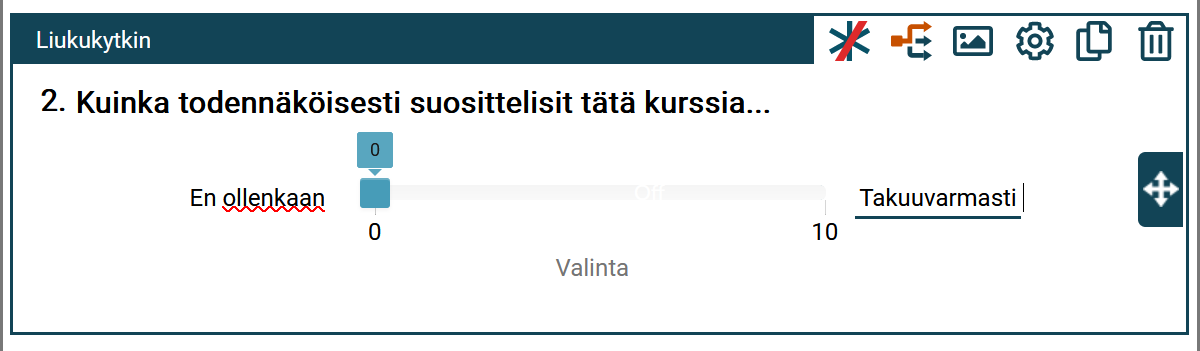 Liukukytkin
2. Kuinka todennäköisesti suosittelisit tätä kurssia...
0
En ollenkaan Off Takuuvarmasti
0 10
Valinta